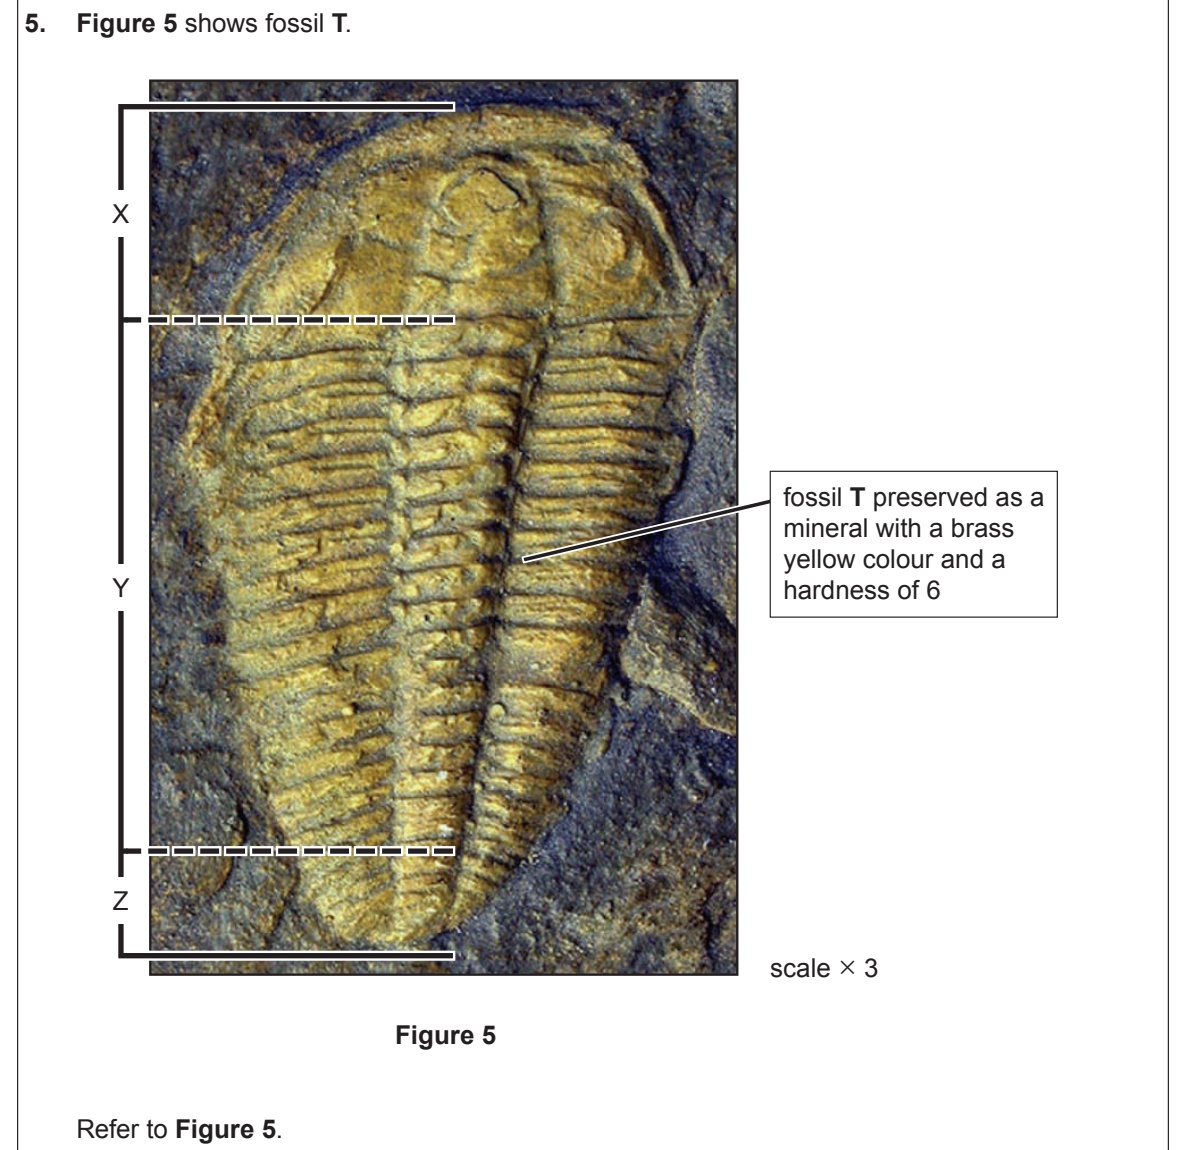 5. Figure 5 shows fossil T.
X
fossil T preserved as a
mineral with a brass
yellow colour and a
hardness of 6
Y
Z
scale × 3
Figure 5
Refer to Figure 5.